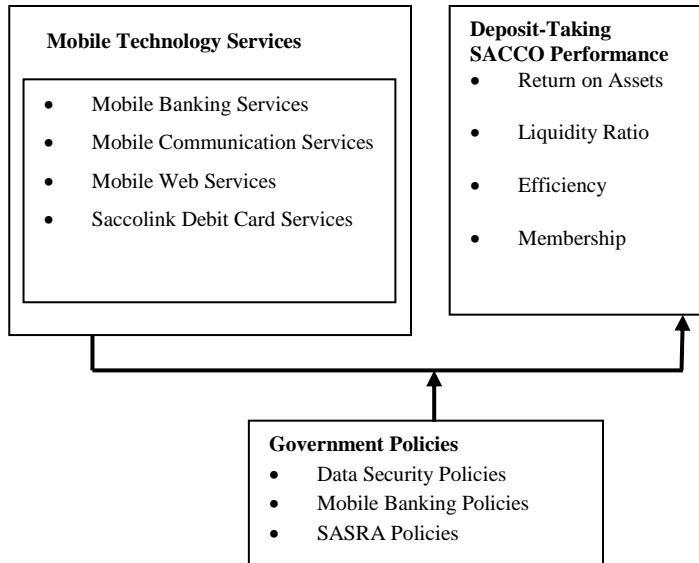 Mobile Technology Services
• Mobile Banking Services
• Mobile Communication Services
• Mobile Web Services
• Saccolink Debit Card Services
Deposit-Taking
SACCO Performance
• Return on Assets
• Liquidity Ratio
• Efficiency
• Membership
Government Policies
• Data Security Policies
• Mobile Banking Policies
• SASRA Policies